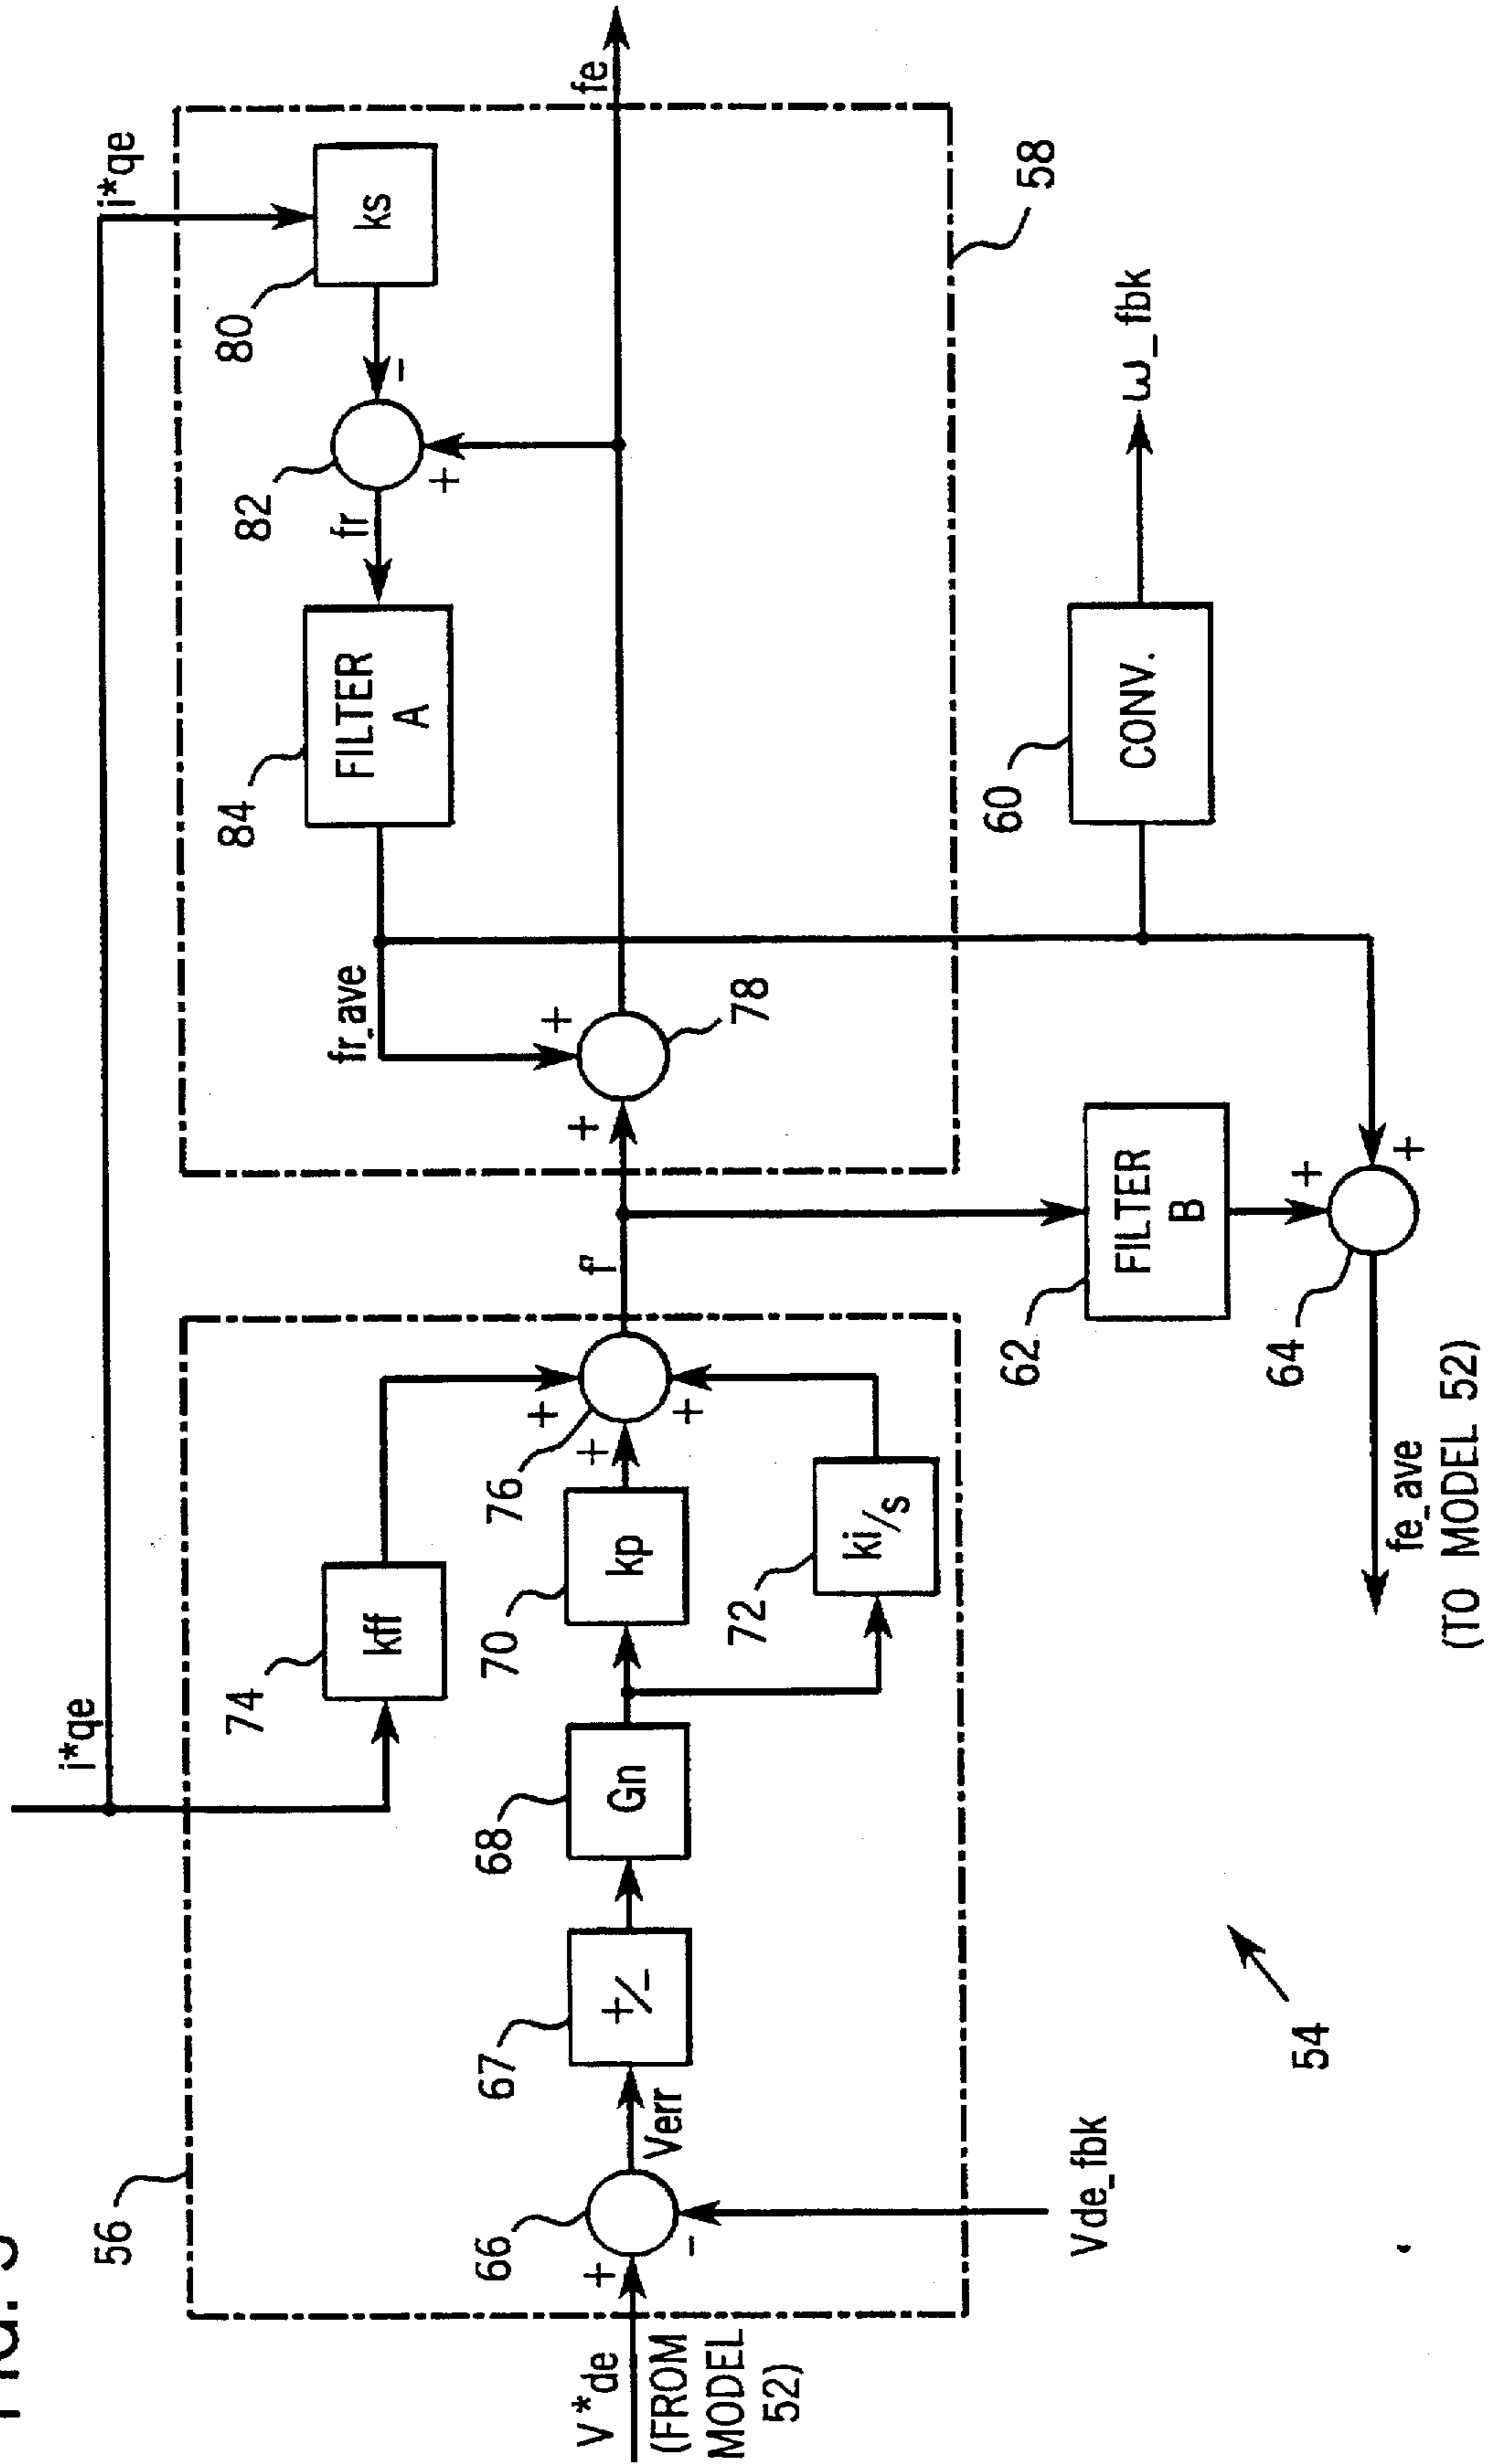 i*qe
i*qe
56
74
kff
66
67
68
70
76
+
-
Verr
+/-
Gn
kp
+
+
+
72
ki/s
V*de
(FROM
MODEL
52)
Vde_fbk
f'
58
fr_ave
+
+
78
84
FILTER
A
fr
82
-
+
80
ks
fe
62
FILTER
B
+
+
64
fe_ave
(TO MODEL 52)
60
CONV.
ω_fbk
54